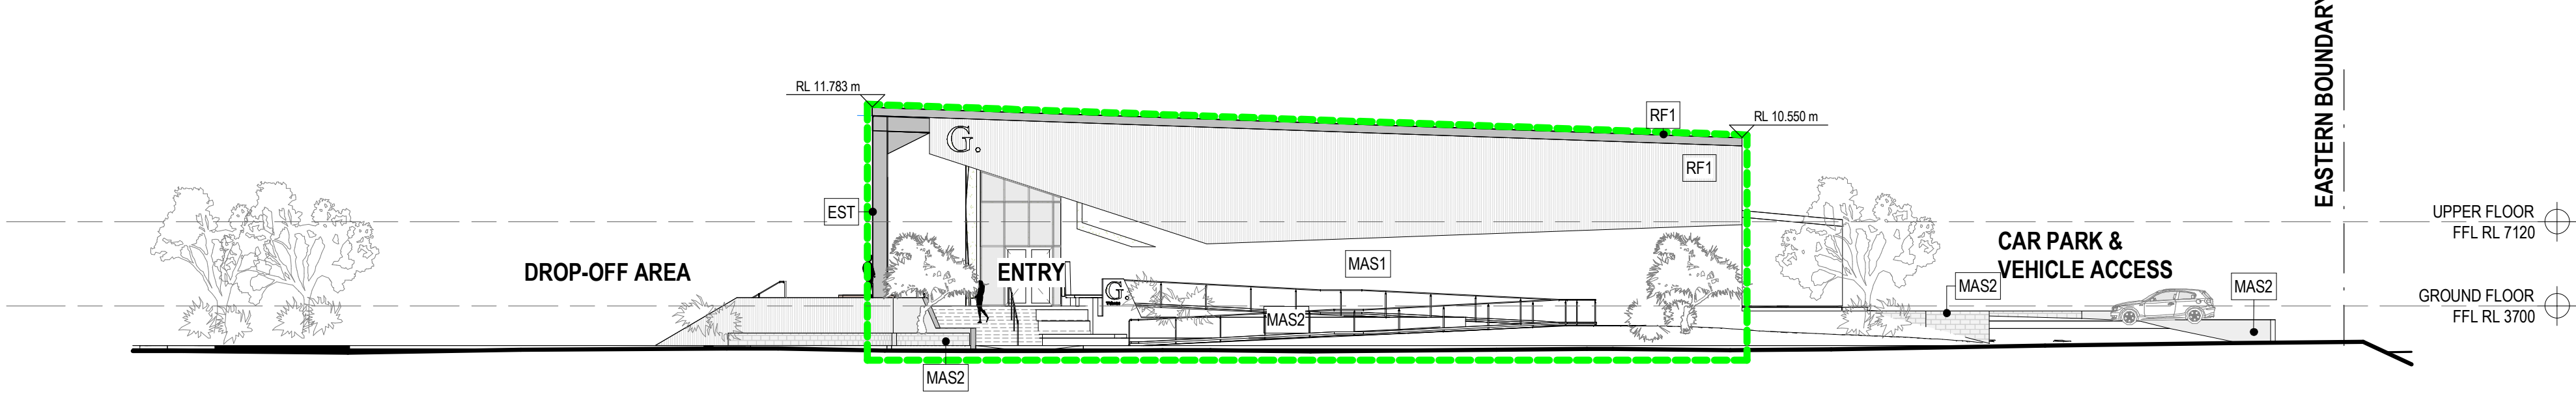 EASTERN BOUNDARY
RL 11.783 m
RF1
RL 10.550 m
G.
RF1
EST
UPPER FLOOR
FFL RL 7120
CAR PARK &
VEHICLE ACCESS
DROP-OFF AREA
ENTRY
MAS1
G.
MAS2
MAS2
MAS2
GROUND FLOOR
FFL RL 3700
MAS2